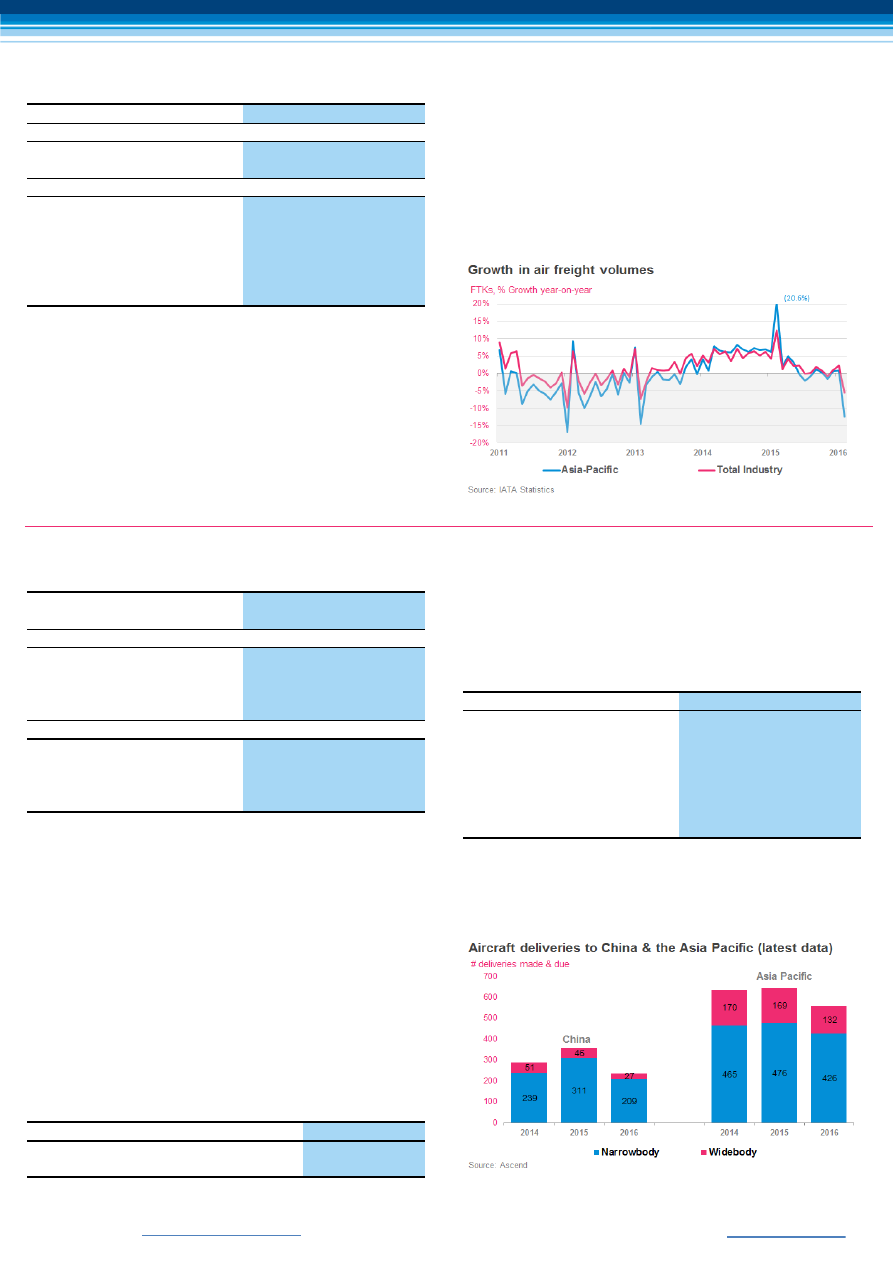 Growth in air freight volumes
FTKs, % Growth year-on-year
(20.6%)
20%
15%
10%
5%
0%
-5%
-10%
-15%
-20%
2011 2012 2013 2014 2015 2016
Asia-Pacific Total Industry
Source: IATA Statistics
Aircraft deliveries to China & the Asia Pacific (latest data)
# deliveries made & due
700
600
500
400
300
200
100
0
China
Asia Pacific
51 46 27 170 169 132
239 311 209 465 476 426
2014 2015 2016 2014 2015 2016
Narrowbody Widebody
Source: Ascend